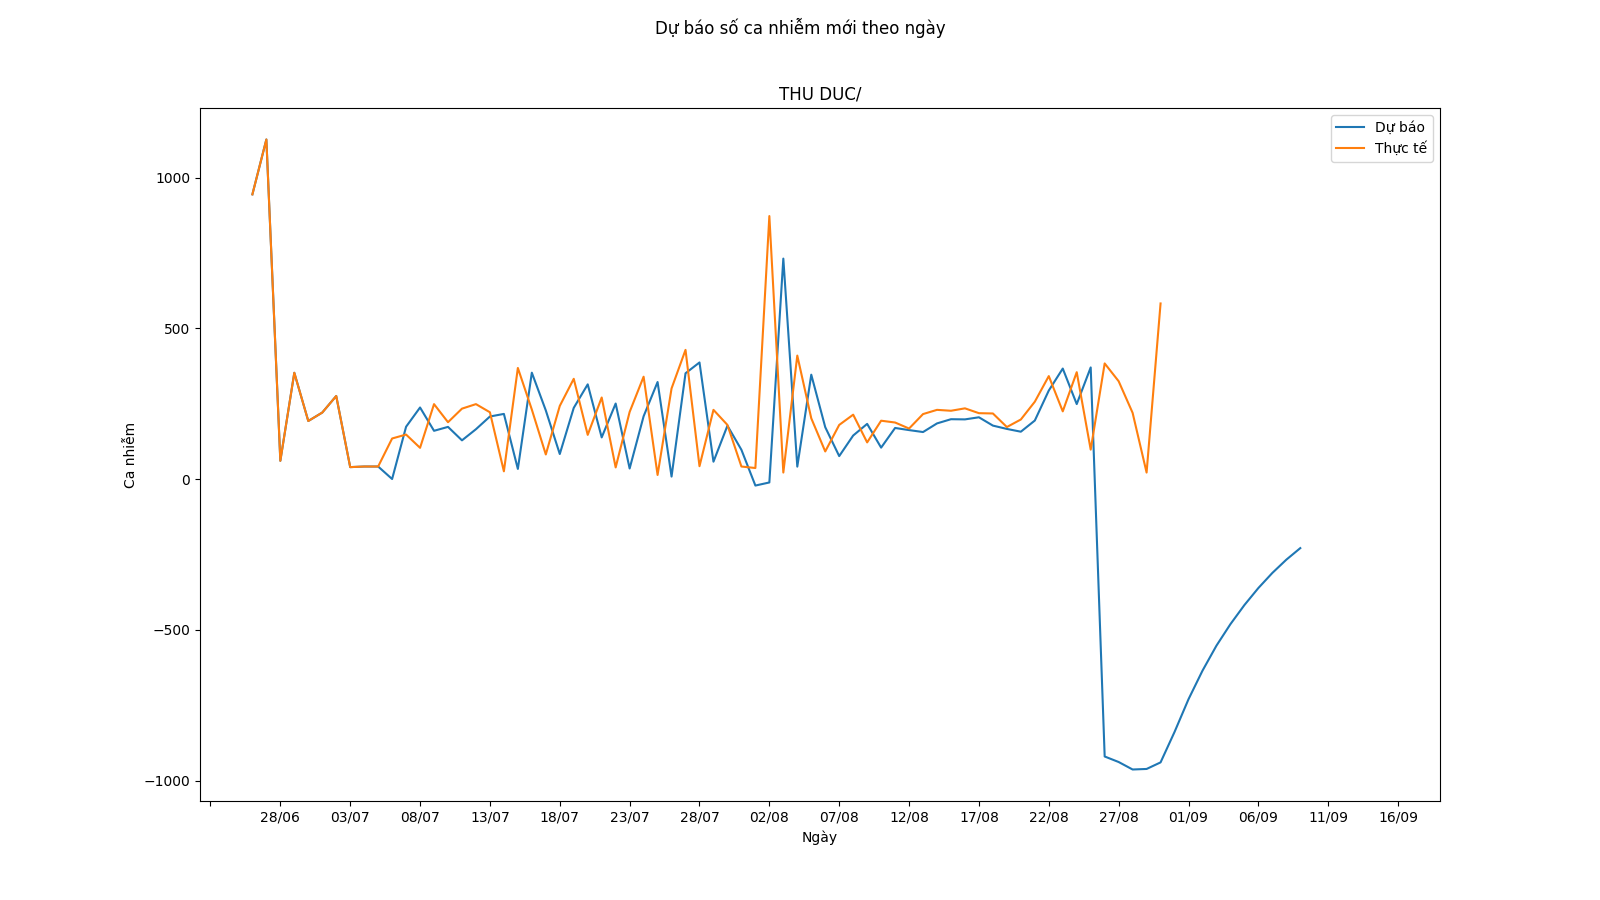 Dự báo số ca nhiễm mới theo ngày
THU DUC/
Dự báo
Thực tế
1000
500
0
−500
−1000
Ca nhiễm
28/06 03/07 08/07 13/07 18/07 23/07 28/07 02/08 07/08 12/08 17/08 22/08 27/08 01/09 06/09 11/09 16/09
Ngày